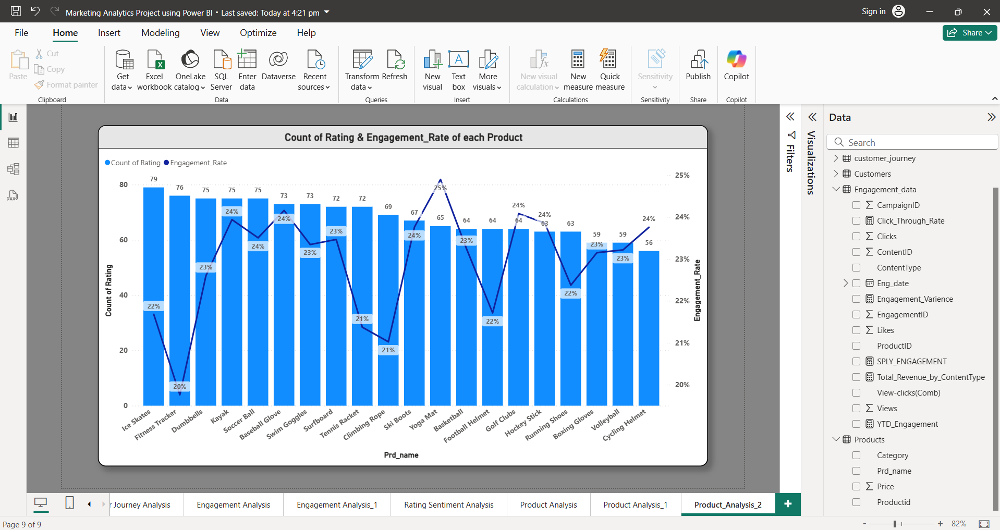 Marketing Analytics Project using Power BI • Last saved: Today at 4:21 pm
Sign in
File Home Insert Modeling View Optimize Help
Share
Paste
Cut
Copy
Format painter
Clipboard
Get data
Excel workbook
OneLake catalog
SQL Server
Enter data
Dataverse
Recent sources
Data
Transform data
Refresh
Queries
New visual
Text box
More visuals
Insert
New visual calculation
New measure
Quick measure
Calculations
Sensitivity
Sensitivity
Publish
Share
Copilot
Copilot
Count of Rating & Engagement_Rate of each Product
Count of Rating Engagement_Rate
Count of Rating
80
60
40
20
0
79 76 75 75 75 73 73 72 72 69 67 65 64 64 64 63 63 59 59 56
22% 20% 23% 24% 24% 24% 23% 23% 21% 21% 24% 25% 23% 22% 24% 24% 22% 23% 23% 24%
25%
24%
23%
22%
21%
20%
Engagement_Rate
Ice Skates
Fitness Tracker
Dumbbells
Kayak
Soccer Ball
Baseball Glove
Swim Goggles
Surfboard
Tennis Racket
Climbing Rope
Ski Boots
Yoga Mat
Basketball
Football Helmet
Golf Clubs
Hockey Stick
Running Shoes
Boxing Gloves
Volleyball
Cycling Helmet
Prd_name
Filters
Visualizations
Data
Search
customer_journey
Customers
Engagement_data
CampaignID
Click_Through_Rate
Clicks
ContentID
ContentType
Eng_date
Engagement_Varience
EngagementID
Likes
ProductID
SPLY_ENGAGEMENT
Total_Revenue_by_ContentType
View-clicks(Comb)
Views
YTD_Engagement
Products
Category
Prd_name
Price
Productid
r Journey Analysis
Engagement Analysis
Engagement Analysis_1
Rating Sentiment Analysis
Product Analysis
Product Analysis_1
Product_Analysis_2
+
Page 9 of 9
- + 82%
DAX